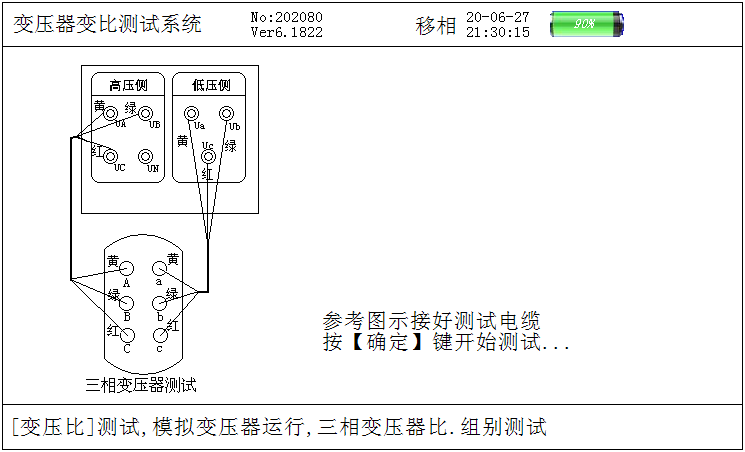 变压器变比测试系统
No:202080
Ver6.1822
移相
20-06-27
21:30:15
90%
高压侧
低压侧
黄
绿
UA
UB
Ua
Ub
黄
Uc
绿
红
UC
UN
红
黄
黄
A
a
绿
绿
B
b
红
红
C
c
三相变压器测试
参考图示接好测试电缆
按【确定】键开始测试...
[变压比]测试,模拟变压器运行,三相变压器比.组别测试